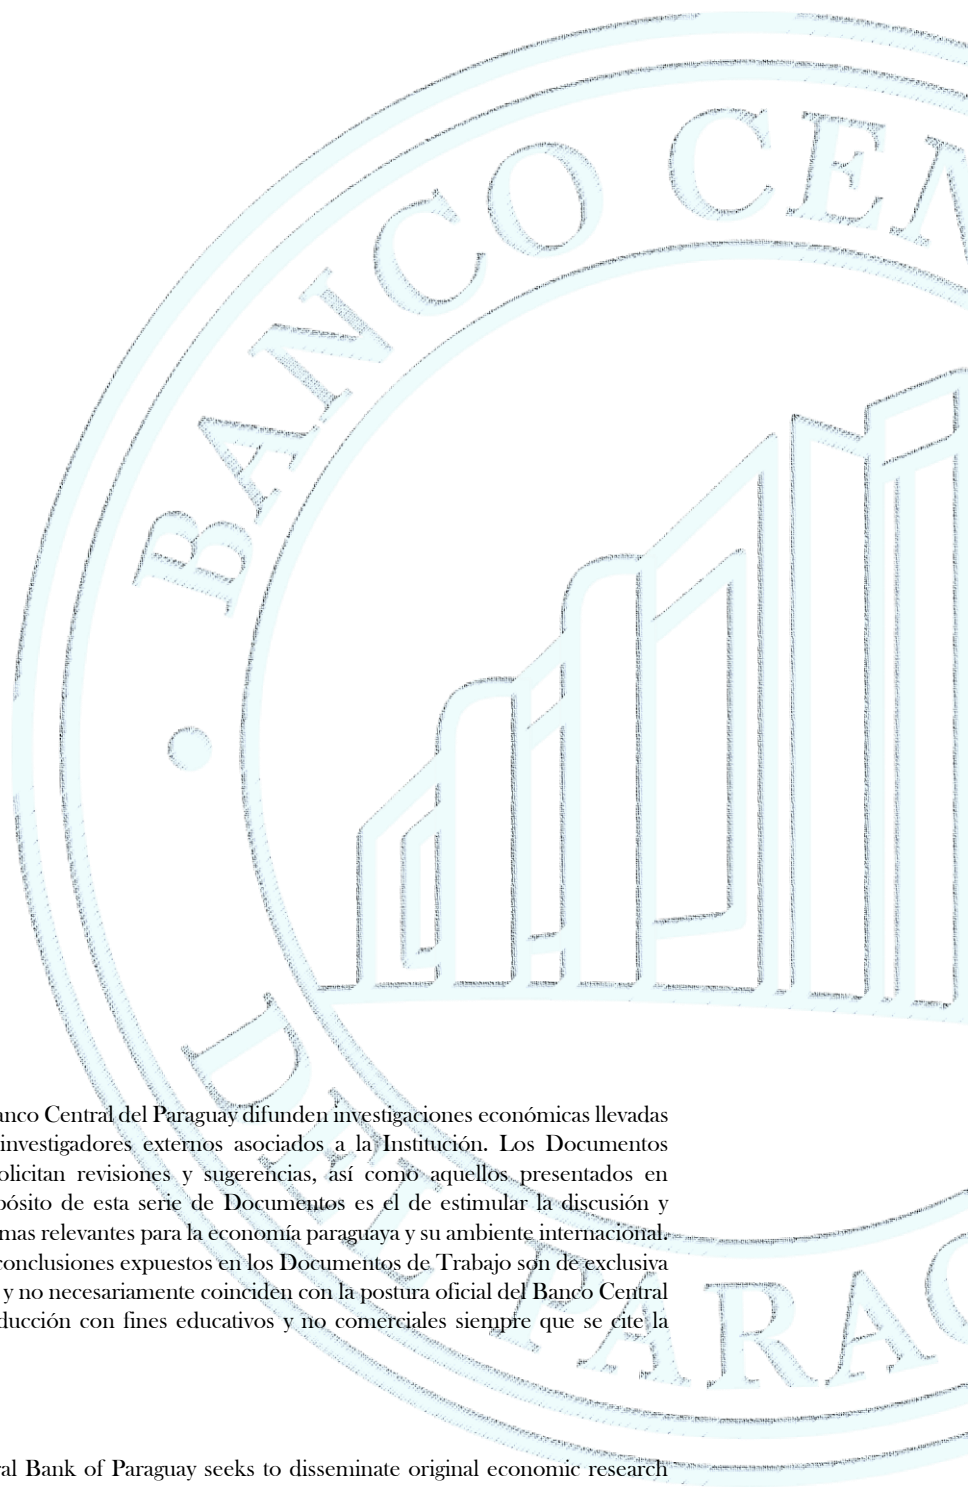 BANCO CEN
anco Central del Paraguay difunden investigaciones económicas llevadas
investigadores externos asociados a la Institución. Los Documentos
olicitan revisiones y sugerencias, así como aquellos presentados en
pósito de esta serie de Documentos es el de estimular la discusión y
mas relevantes para la economía paraguaya y su ambiente internacional.
conclusiones expuestos en los Documentos de Trabajo son de exclusiva
y no necesariamente coinciden con la postura oficial del Banco Central
ducción con fines educativos y no comerciales siempre que se cite la
DEL PARAG
al Bank of Paraguay seeks to disseminate original economic research